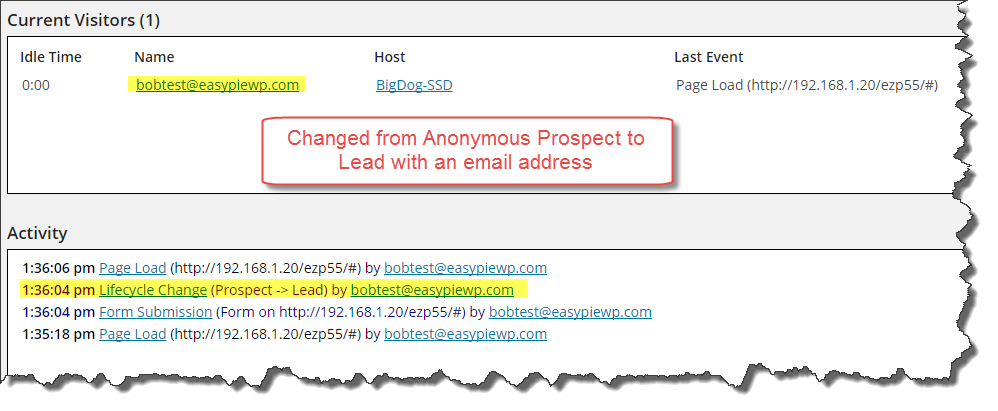 Current Visitors (1)
Idle Time Name Host Last Event
0:00 bobtest@easypiewp.com BigDog-SSD Page Load (http://192.168.1.20/ezp55/#)
Changed from Anonymous Prospect to
Lead with an email address
Activity
1:36:06 pm Page Load (http://192.168.1.20/ezp55/#) by bobtest@easypiewp.com
1:36:04 pm Lifecycle Change (Prospect -> Lead) by bobtest@easypiewp.com
1:36:04 pm Form Submission (Form on http://192.168.1.20/ezp55/#) by bobtest@easypiewp.com
1:35:18 pm Page Load (http://192.168.1.20/ezp55/#) by bobtest@easypiewp.com